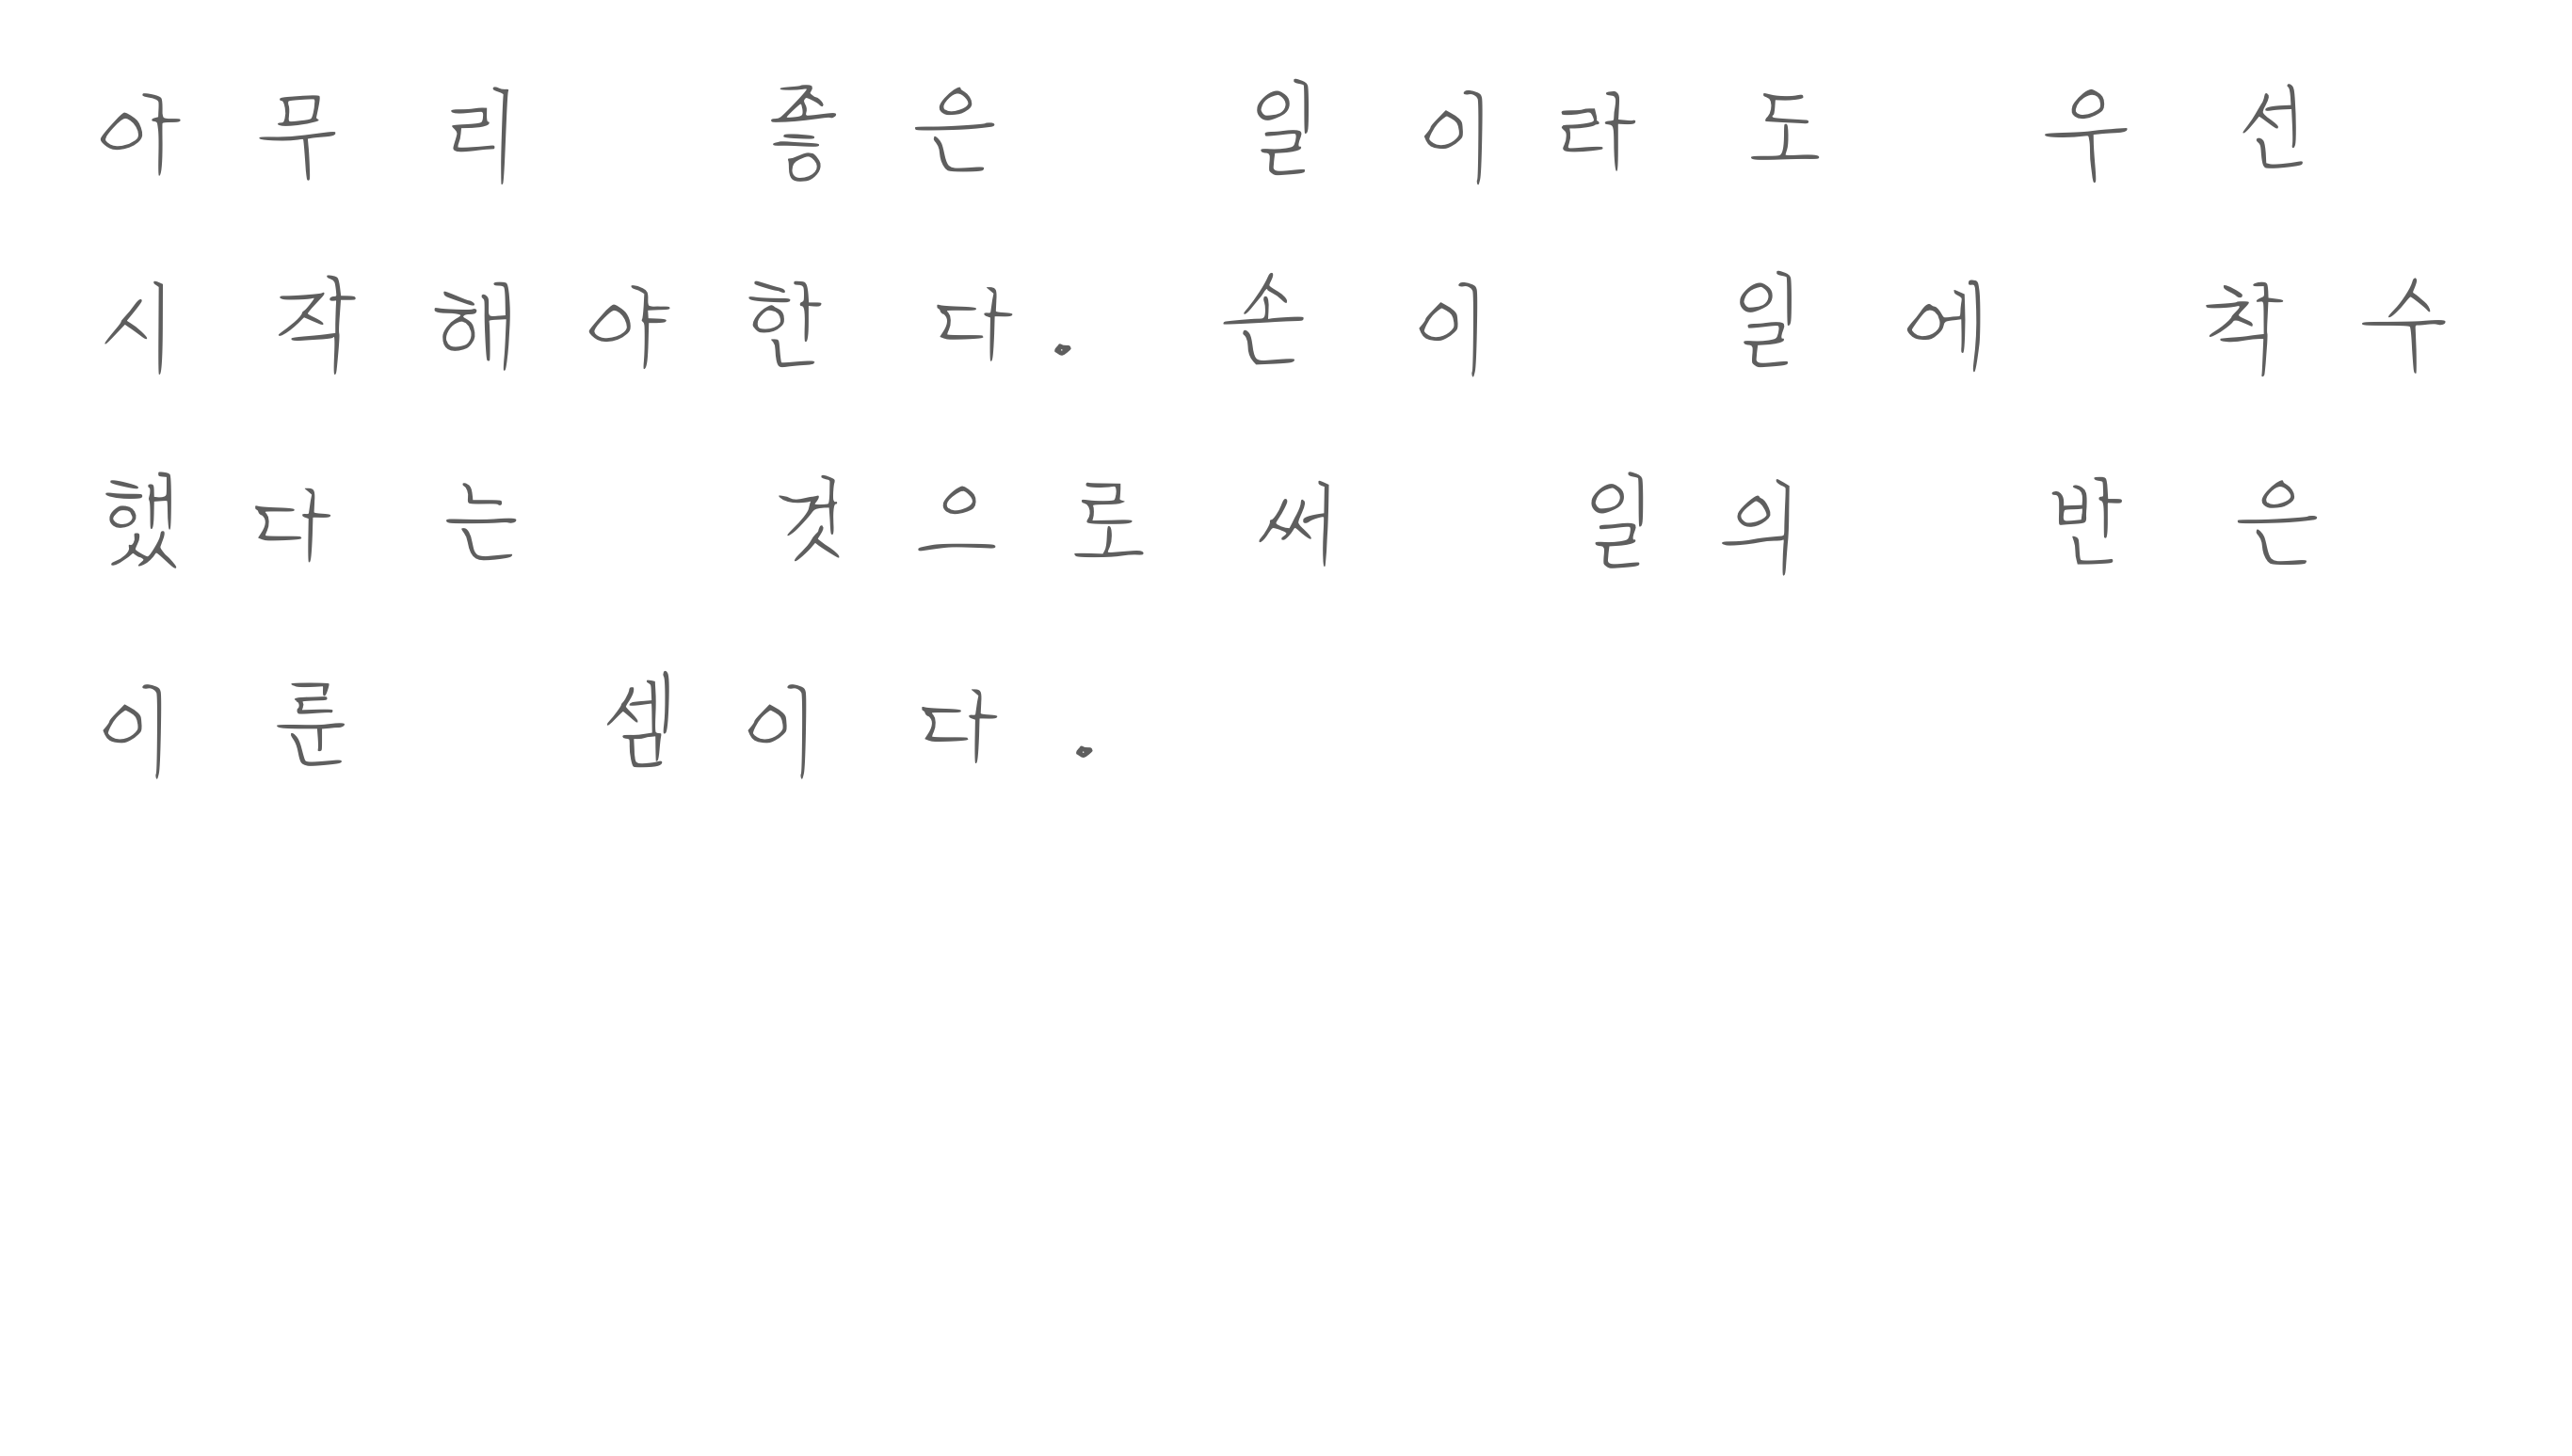 아무리 좋은 일이라도 우선
시작해야한다. 손이 일에 착수
했다는 것으로써 일의 반은
이룬 셈이다.